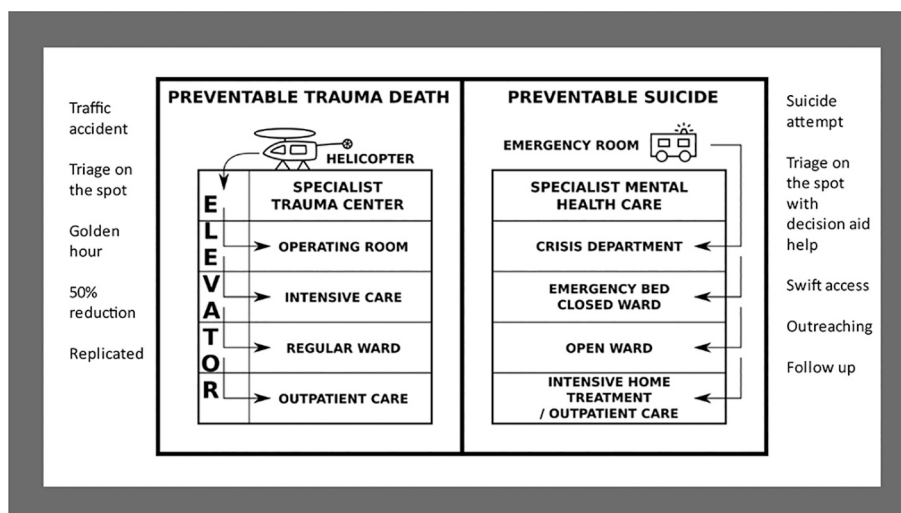 Traffic
accident
Triage on
the spot
Golden
hour
50%
reduction
Replicated
PREVENTABLE TRAUMA DEATH
HELICOPTER
ELEVATOR
SPECIALIST
TRAUMA CENTER
OPERATING ROOM
INTENSIVE CARE
REGULAR WARD
OUTPATIENT CARE
PREVENTABLE SUICIDE
EMERGENCY ROOM
SPECIALIST MENTAL
HEALTH CARE
CRISIS DEPARTMENT
EMERGENCY BED
CLOSED WARD
OPEN WARD
INTENSIVE HOME
TREATMENT
/ OUTPATIENT CARE
Suicide
attempt
Triage on
the spot
with
decision aid
help
Swift access
Outreaching
Follow up